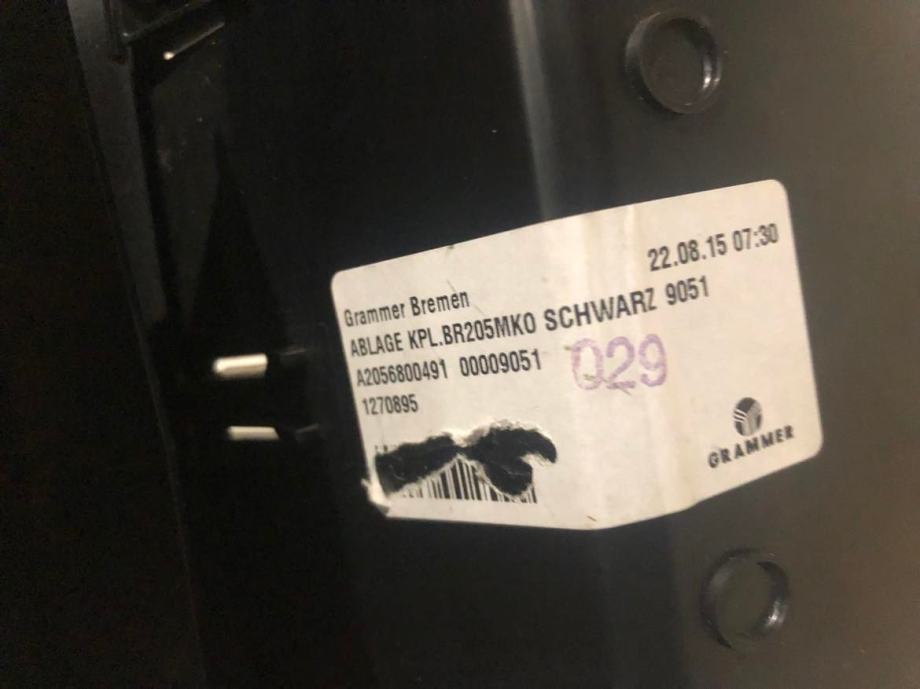 22.08.15 07:30
Grammer Bremen
ABLAGE KPL.BR205MKO SCHWARZ 9051
A2056800491 00009051
029
1270895
GRAMMER